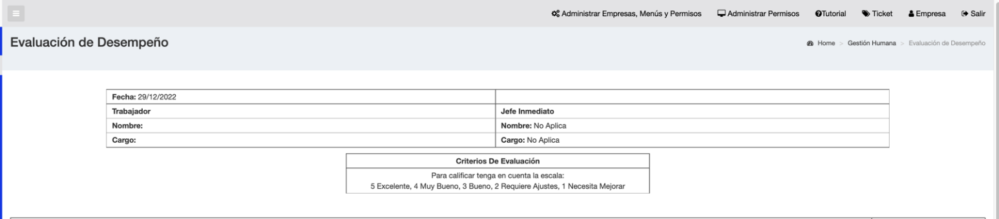 Administrar Empresas, Menús y Permisos Administrar Permisos Tutorial Ticket Empresa Salir
Evaluación de Desempeño
Home > Gestión Humana > Evaluación de Desempeño
Fecha: 29/12/2022
Trabajador Jefe Inmediato
Nombre: Nombre: No Aplica
Cargo: Cargo: No Aplica
Criterios De Evaluación
Para calificar tenga en cuenta la escala:
5 Excelente, 4 Muy Bueno, 3 Bueno, 2 Requiere Ajustes, 1 Necesita Mejorar